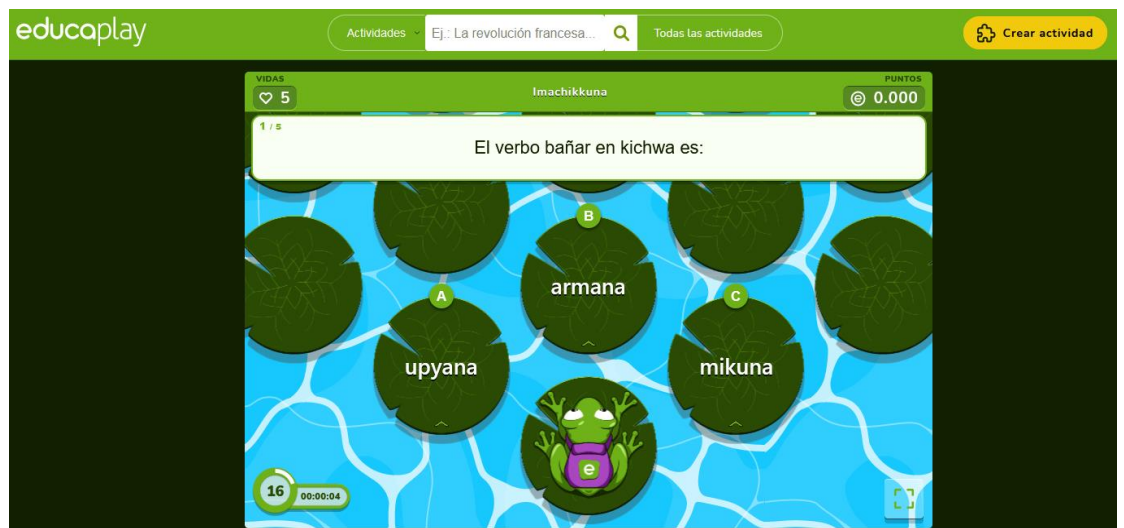 educaplay
Actividades
Ej.: La revolución francesa...
Todas las actividades
Crear actividad
VIDAS
5
Imachikkuna
PUNTOS
e 0.000
1 / 5
El verbo bañar en kichwa es:
B
armana
A
upyana
C
mikuna
e
16
00:00:04